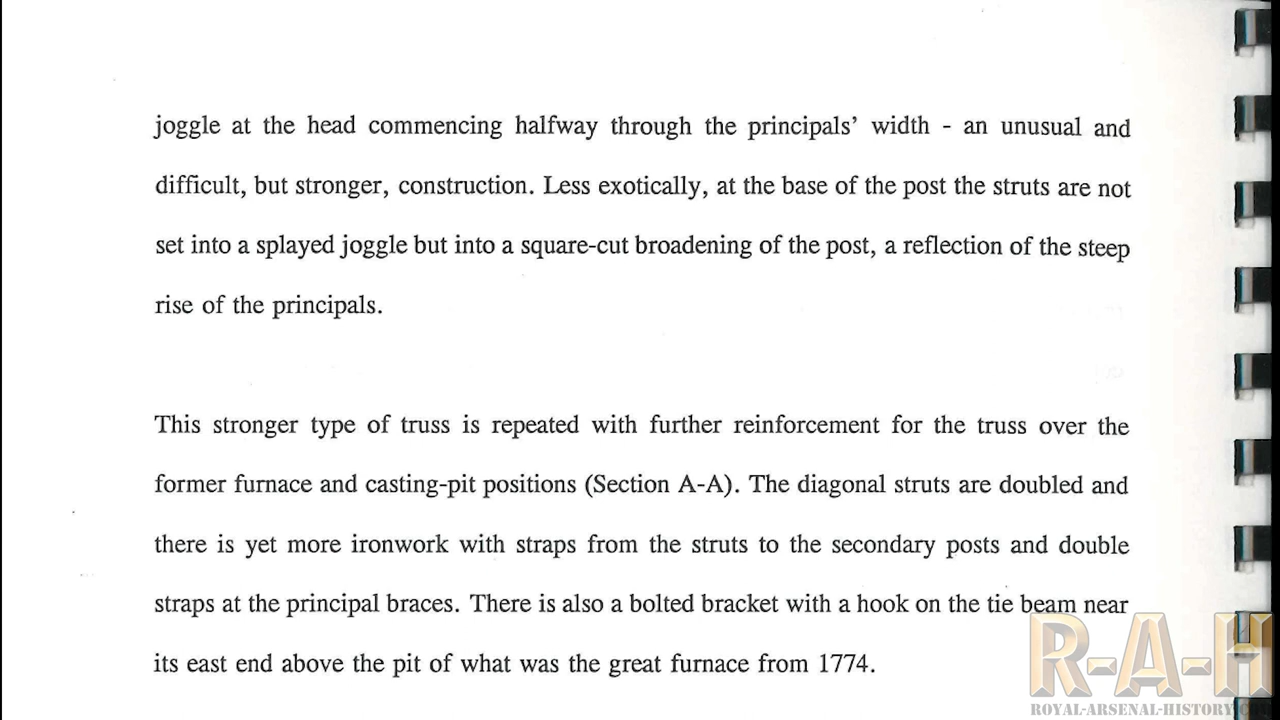 joggle at the head commencing halfway through the principals’ width - an unusual and
difficult, but stronger, construction. Less exotically, at the base of the post the struts are not
set into a splayed joggle but into a square-cut broadening of the post, a reflection of the steep
rise of the principals.
This stronger type of truss is repeated with further reinforcement for the truss over the
former furnace and casting-pit positions (Section A-A). The diagonal struts are doubled and
there is yet more ironwork with straps from the struts to the secondary posts and double
straps at the principal braces. There is also a bolted bracket with a hook on the tie beam near
its east end above the pit of what was the great furnace from 1774.
R-A-H
ROYAL-ARSENAL-HISTORY